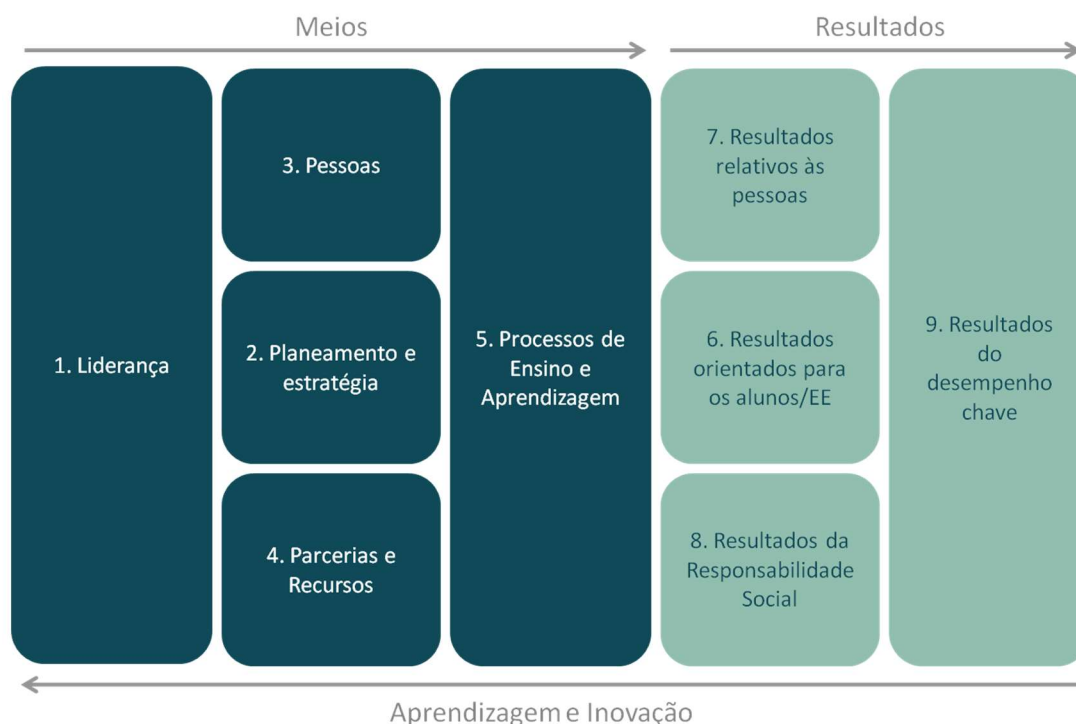 Meios
Resultados
1. Liderança
3. Pessoas
2. Planeamento e
estratégia
4. Parcerias e
Recursos
5. Processos de
Ensino e
Aprendizagem
7. Resultados
relativos às
pessoas
6. Resultados
orientados para
os alunos/EE
8. Resultados da
Responsabilidade
Social
9. Resultados
do
desempenho
chave
Aprendizagem e Inovação